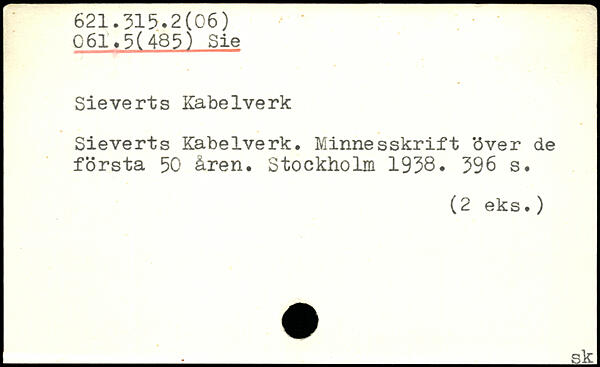 621.315.2(06)
061.5(485) Sie
Sieverts Kabelverk
Sieverts Kabelverk. Minnesskrift över de
första 50 åren. Stockholm 1938. 396 s.
(2 eks.)
sk